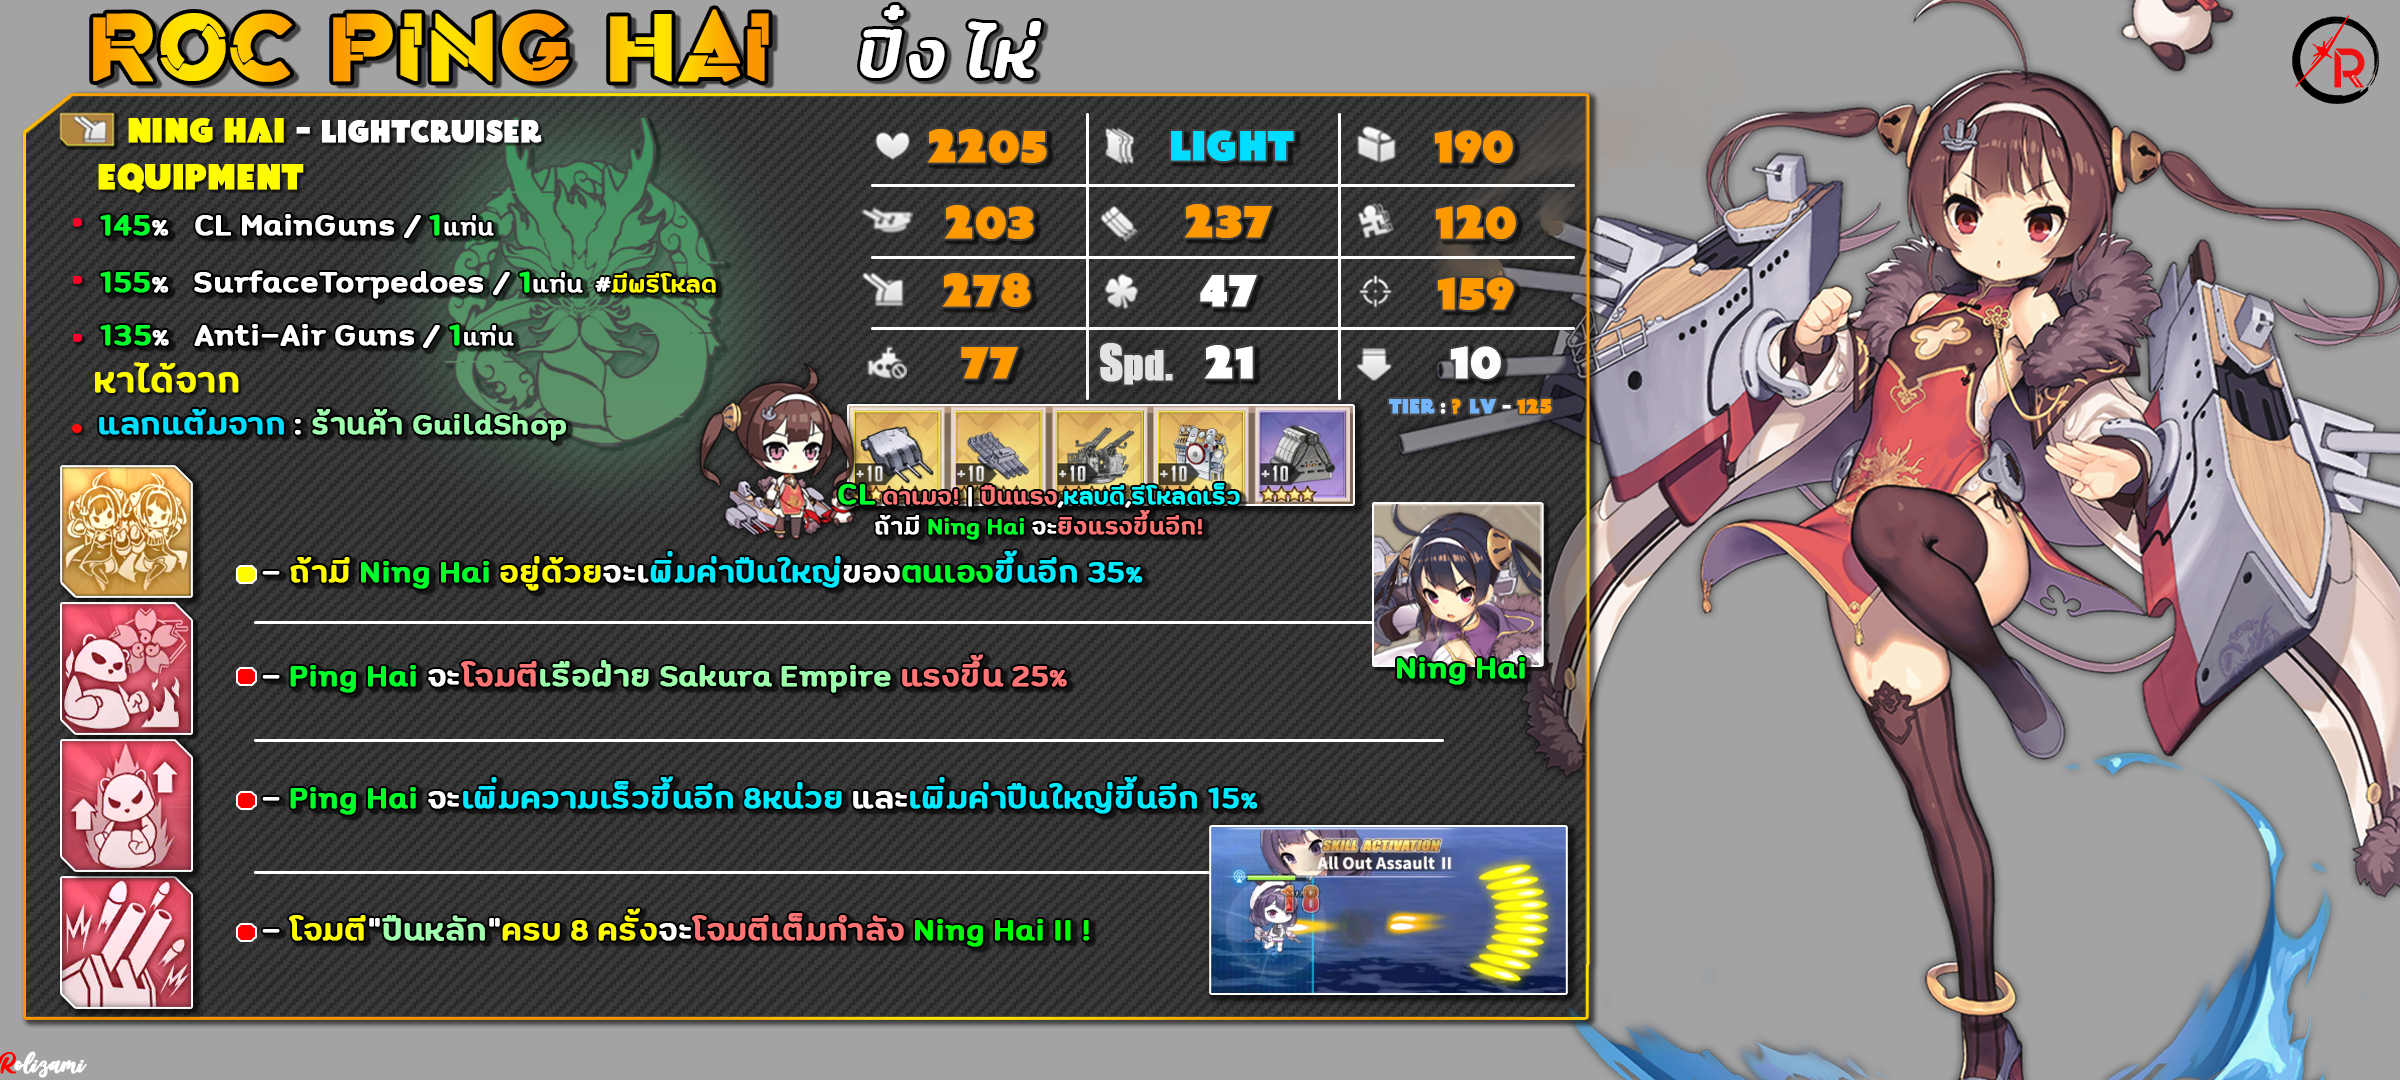 ROC PING HAI ปิ๋ง ไห่
R
NING HAI - LIGHTCRUISER
EQUIPMENT
145% CL MainGuns / 1แท่น
155% SurfaceTorpedoes / 1แท่น #มีพรีโหลด
135% Anti-Air Guns / 1แท่น
หาได้จาก
แลกแต้มจาก : ร้านค้า GuildShop
2205 LIGHT 190
203 237 120
278 47 159
77 Spd. 21 10
TIER : ? LV - 125
+10 +10 +10 +10 +10
CL ดาเมจ! | ปืนแรง,หลบดี,รีโหลดเร็ว
ถ้ามี Ning Hai จะยิงแรงขึ้นอีก!
- ถ้ามี Ning Hai อยู่ด้วยจะเพิ่มค่าปืนใหญ่ของตนเองขึ้นอีก 35%
Ning Hai
- Ping Hai จะโจมตีเรือฝ่าย Sakura Empire แรงขึ้น 25%
- Ping Hai จะเพิ่มความเร็วขึ้นอีก 8หน่วย และเพิ่มค่าปืนใหญ่ขึ้นอีก 15%
SKILL ACTIVATION
All Out Assault II
- โจมตี"ปืนหลัก"ครบ 8 ครั้งจะโจมตีเต็มกำลัง Ning Hai II !
Rolizami